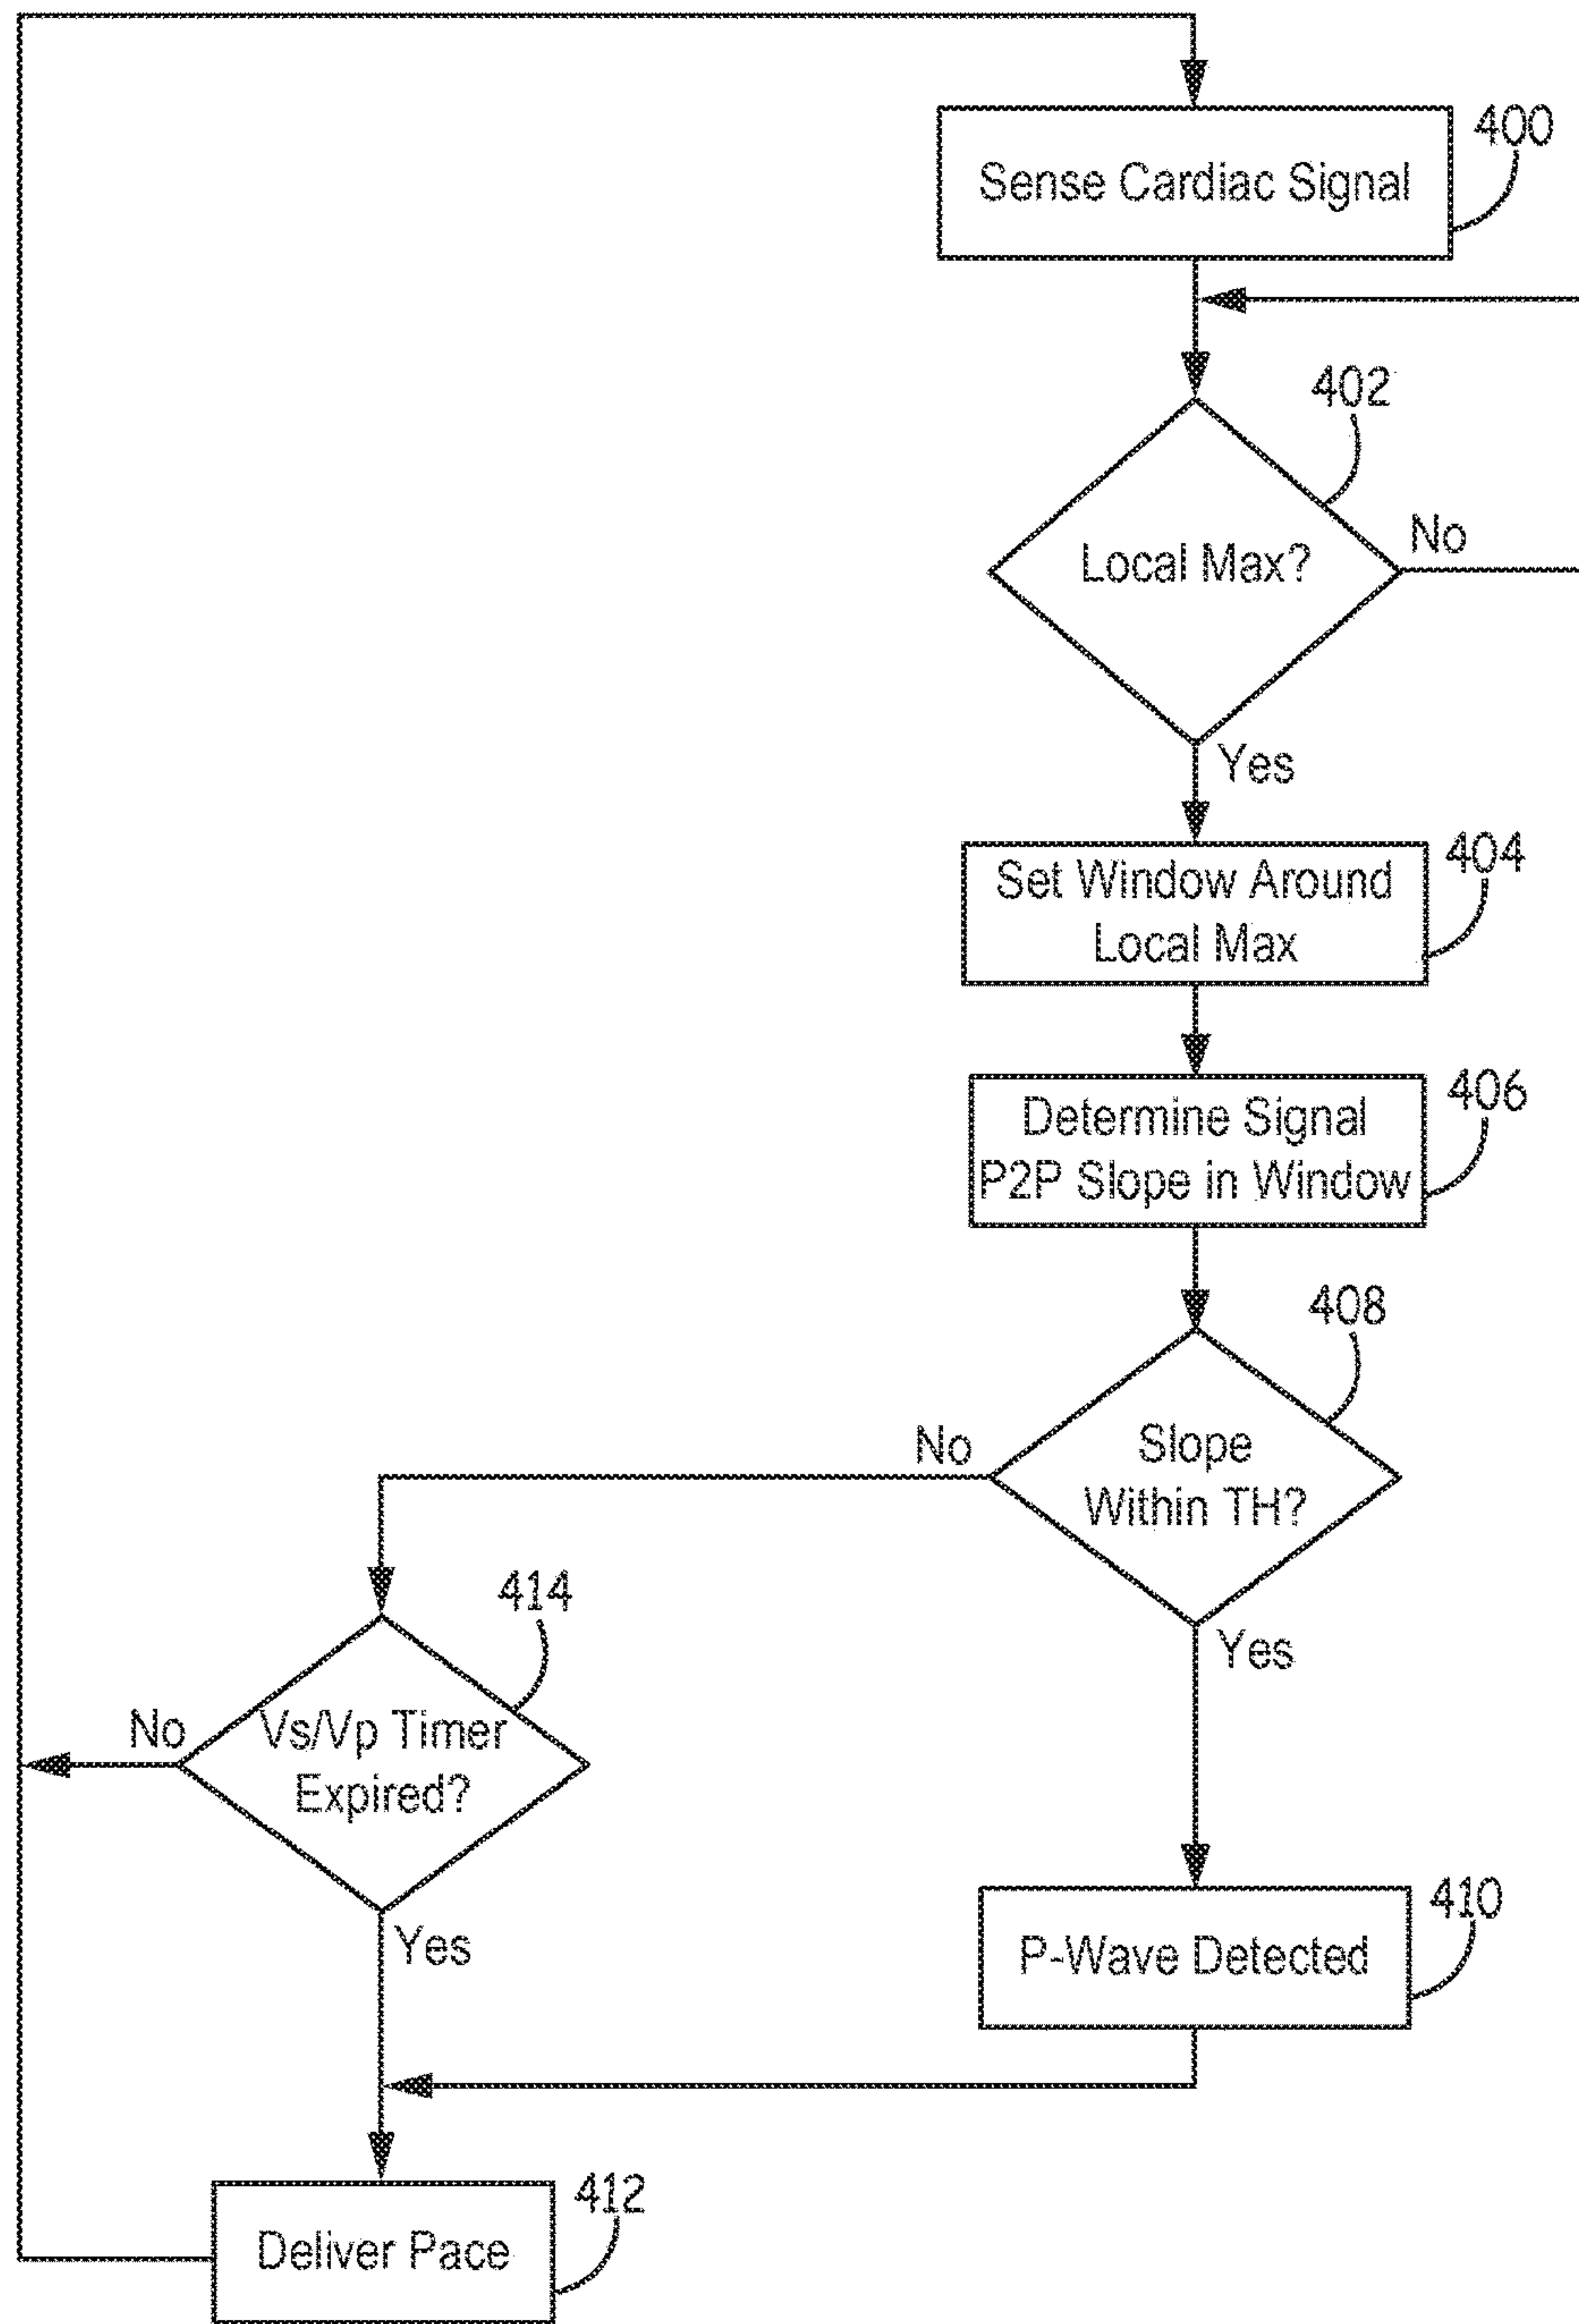 400
Sense Cardiac Signal
402
Local Max?
No
Yes
404
Set Window Around
Local Max
406
Determine Signal
P2P Slope in Window
408
Slope
Within TH?
No
Yes
414
Vs/Vp Timer
Expired?
No
Yes
410
P-Wave Detected
412
Deliver Pace